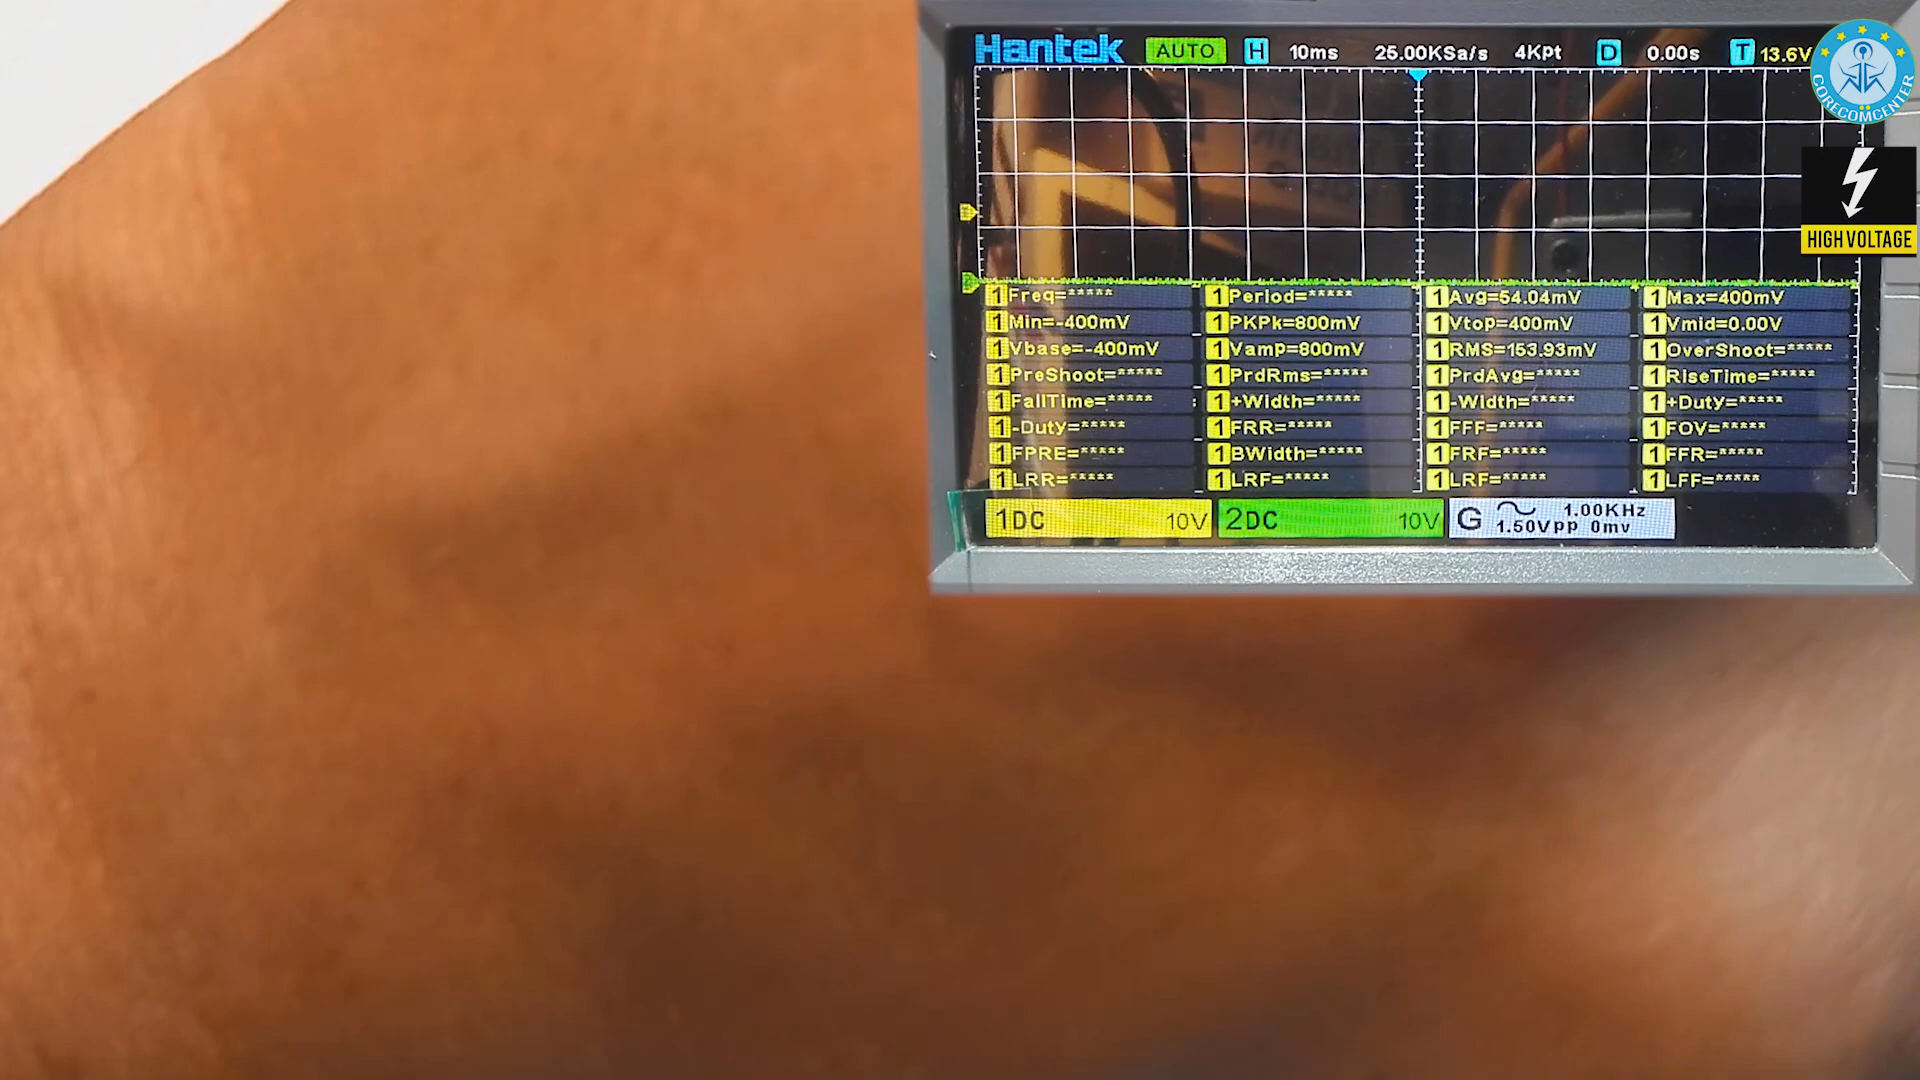 Hantek AUTO H 10ms 25.00KSa/s 4Kpt D 0.00s T 13.6V
GORECOMCENTER
HIGH VOLTAGE
1 Freq=***** 1 Period=***** 1 Avg=54.04mV 1 Max=400mV
1 Min=-400mV 1 PKPk=800mV 1 Vtop=400mV 1 Vmid=0.00V
1 Vbase=-400mV 1 Vamp=800mV 1 RMS=153.93mV 1 OverShoot=*****
1 PreShoot=***** 1 PrdRms=***** 1 PrdAvg=***** 1 RiseTime=*****
1 FallTime=***** 1 +Width=***** 1 -Width=***** 1 +Duty=*****
1 -Duty=***** 1 FRR=***** 1 FFF=***** 1 FOV=*****
1 FPRE=***** 1 BWidth=***** 1 FRF=***** 1 FFR=*****
1 LRR=***** 1 LRF=***** 1 LRF=***** 1 LFF=*****
1DC 10V 2DC 10V G 1.00KHz
1.50Vpp 0mv